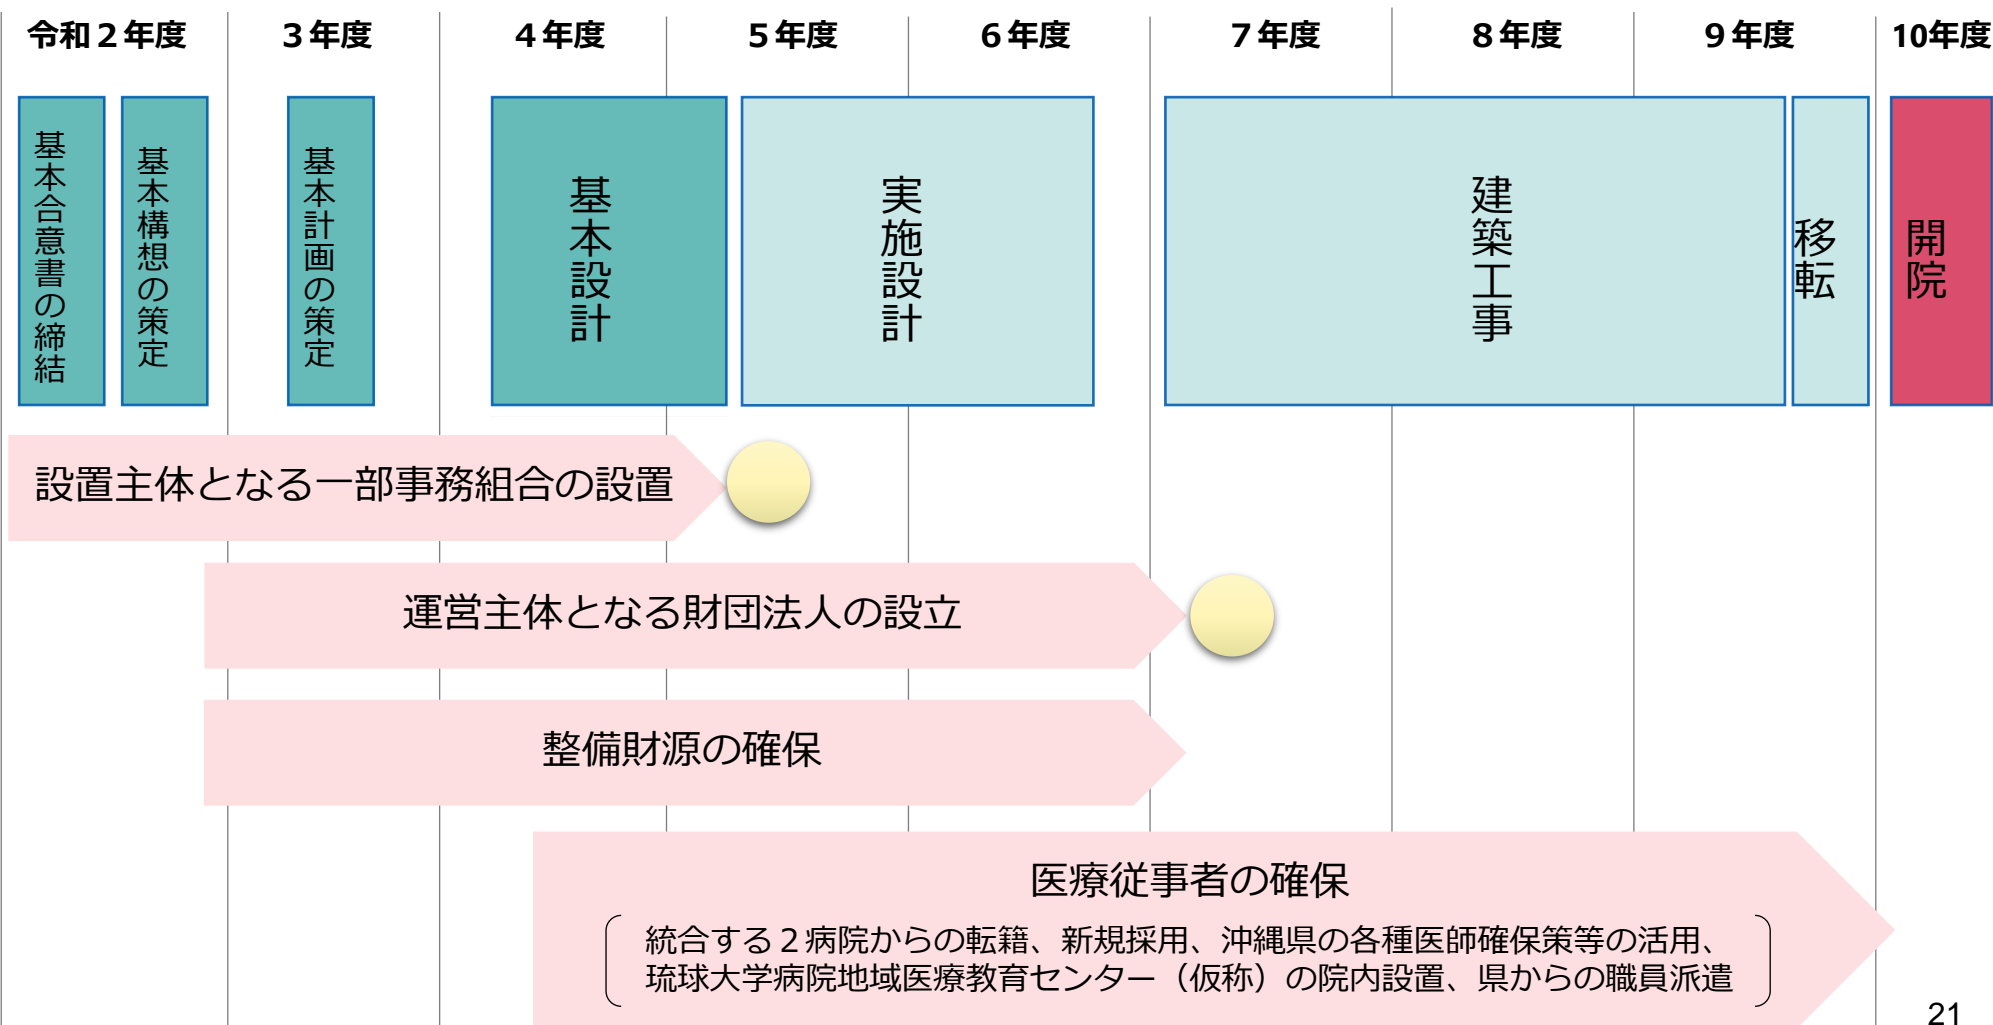 令和２年度
３年度
４年度
５年度
６年度
７年度
８年度
９年度
10年度
基本合意書の締結
基本構想の策定
基本計画の策定
基本設計
実施設計
建築工事
移転
開院
設置主体となる一部事務組合の設置
運営主体となる財団法人の設立
整備財源の確保
医療従事者の確保
統合する２病院からの転籍、新規採用、沖縄県の各種医師確保策等の活用、
琉球大学病院地域医療教育センター（仮称）の院内設置、県からの職員派遣
21